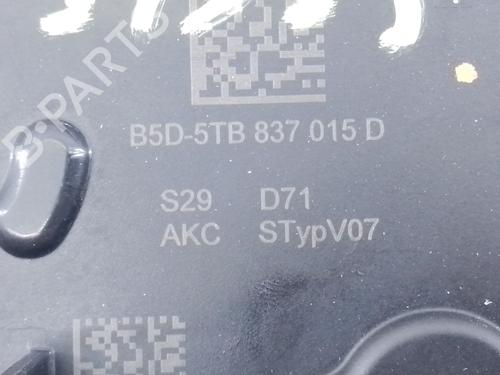 B-PARTS
B5D-5TB 837 015 D
S29 D71
AKC STypV07